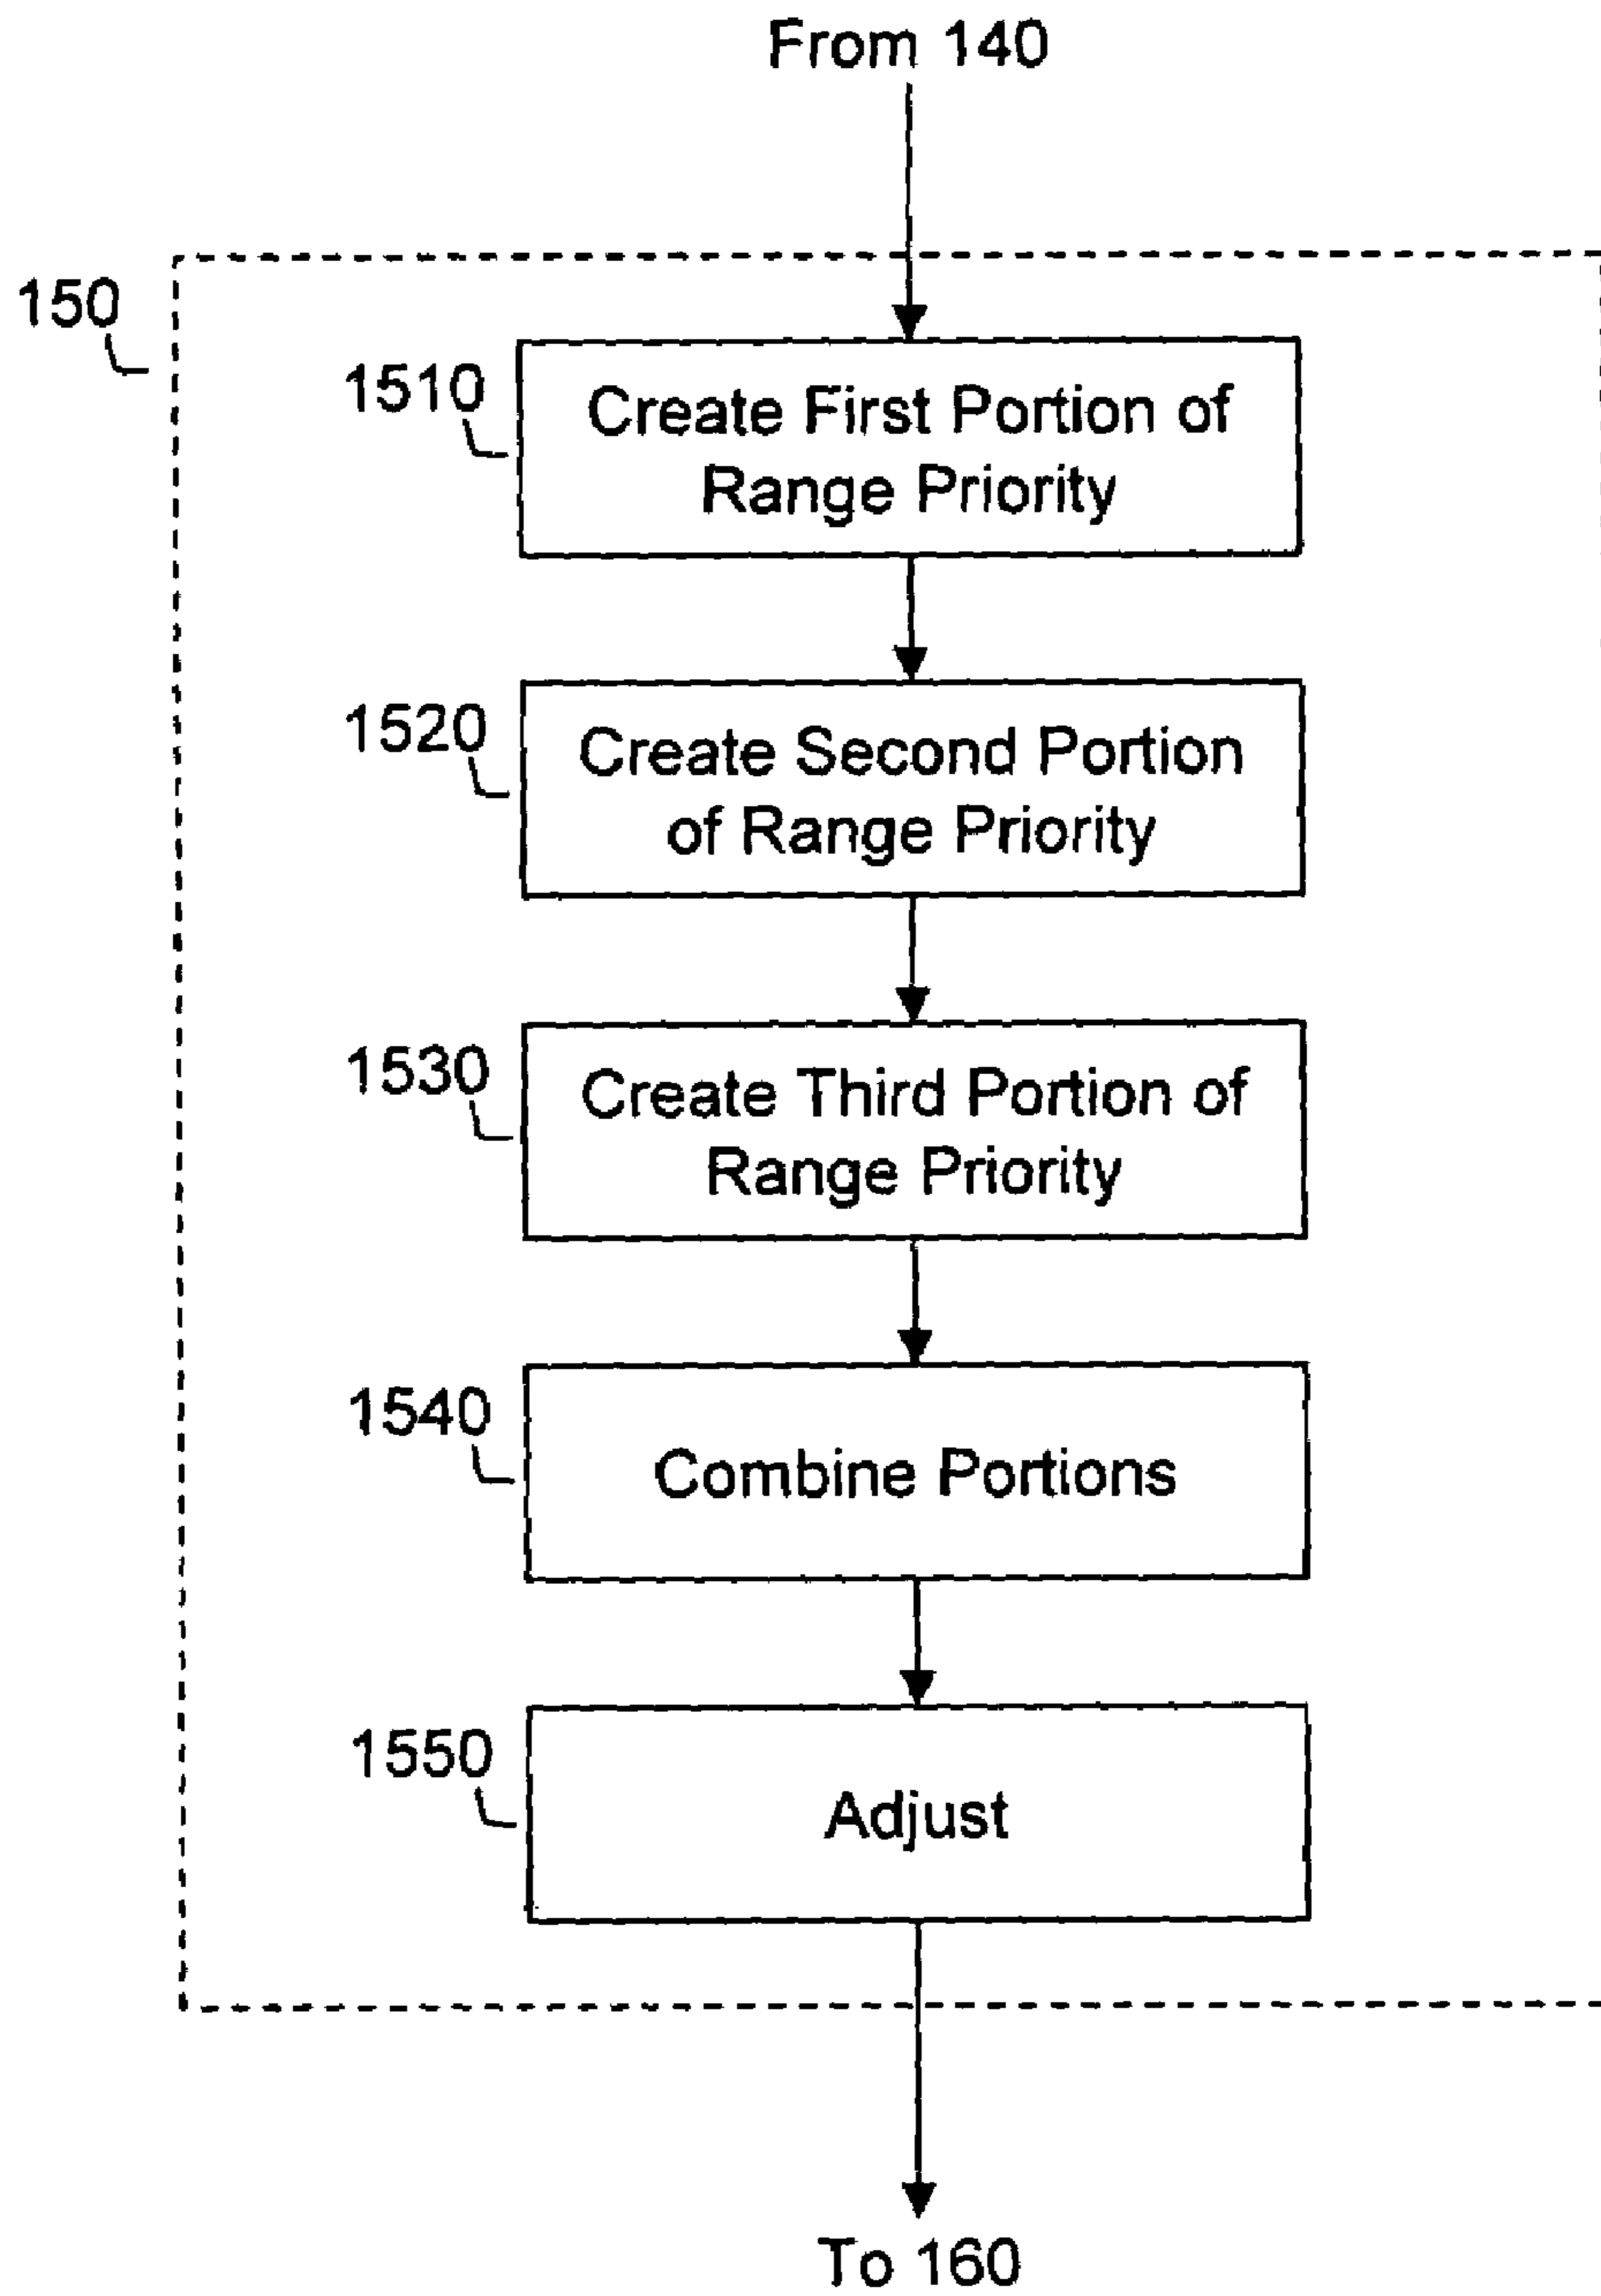 From 140
150
1510
Create First Portion of
Range Priority
1520
Create Second Portion
of Range Priority
1530
Create Third Portion of
Range Priority
1540
Combine Portions
1550
Adjust
To 160